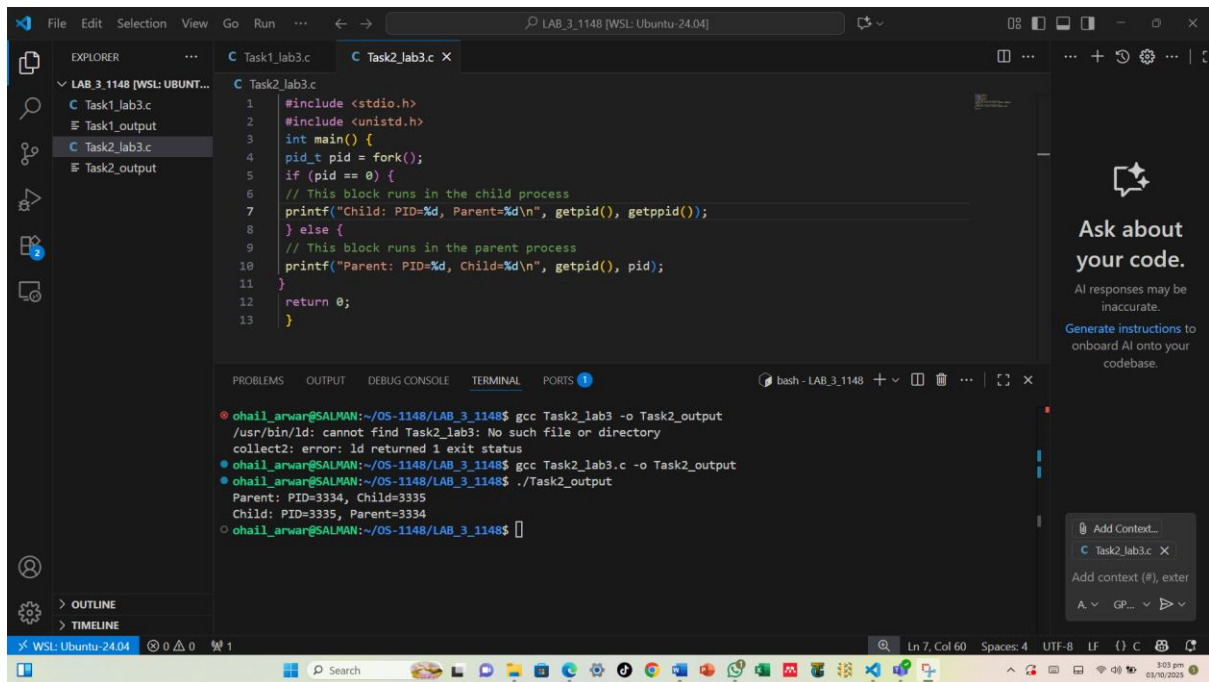 File Edit Selection View Go Run ··· LAB_3_1148 [WSL: Ubuntu-24.04]
EXPLORER ···
LAB_3_1148 [WSL: UBUNT...
C Task1_lab3.c
Task1_output
C Task2_lab3.c
Task2_output
OUTLINE
TIMELINE
C Task1_lab3.c C Task2_lab3.c
C Task2_lab3.c
1 #include <stdio.h>
2 #include <unistd.h>
3 int main() {
4 pid_t pid = fork();
5 if (pid == 0) {
6 // This block runs in the child process
7 printf("Child: PID=%d, Parent=%d\n", getpid(), getppid());
8 } else {
9 // This block runs in the parent process
10 printf("Parent: PID=%d, Child=%d\n", getpid(), pid);
11 }
12 return 0;
13 }
PROBLEMS OUTPUT DEBUG CONSOLE TERMINAL PORTS 1 bash - LAB_3_1148
ohail_arwar@SALMAN:~/OS-1148/LAB_3_1148$ gcc Task2_lab3 -o Task2_output
/usr/bin/ld: cannot find Task2_lab3: No such file or directory
collect2: error: ld returned 1 exit status
ohail_arwar@SALMAN:~/OS-1148/LAB_3_1148$ gcc Task2_lab3.c -o Task2_output
ohail_arwar@SALMAN:~/OS-1148/LAB_3_1148$ ./Task2_output
Parent: PID=3334, Child=3335
Child: PID=3335, Parent=3334
ohail_arwar@SALMAN:~/OS-1148/LAB_3_1148$
Ask about
your code.
AI responses may be
inaccurate.
Generate instructions to
onboard AI onto your
codebase.
Add Context...
C Task2_lab3.c
Add context (#), exter
A. GP...
2
WSL: Ubuntu-24.04 0 0 1 Ln 7, Col 60 Spaces: 4 UTF-8 LF {} C
Search
3:03 pm
03/10/2025